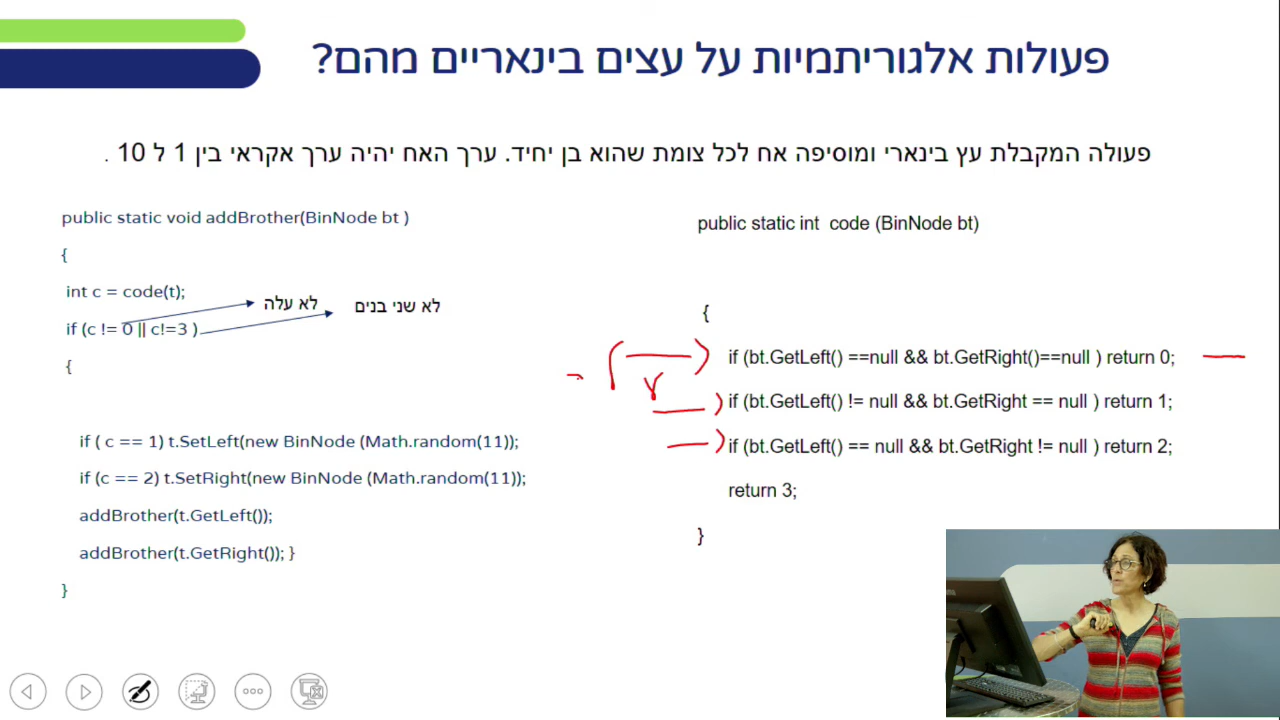 פעולות אלגוריתמיות על עצים בינאריים מהם?
פעולה המקבלת עץ בינארי ומוסיפה אח לכל צומת שהוא בן יחיד. ערך האח יהיה ערך אקראי בין 1 ל 10 .
public static void addBrother(BinNode bt )
{
int c = code(t);
if (c != 0 || c!=3 )
לא עלה
לא שני בנים
{
if ( c == 1) t.SetLeft(new BinNode (Math.random(11));
if (c == 2) t.SetRight(new BinNode (Math.random(11));
addBrother(t.GetLeft());
addBrother(t.GetRight()); }
}
public static int code (BinNode bt)
{
if (bt.GetLeft() ==null && bt.GetRight()==null ) return 0;
if (bt.GetLeft() != null && bt.GetRight == null ) return 1;
if (bt.GetLeft() == null && bt.GetRight != null ) return 2;
return 3;
}